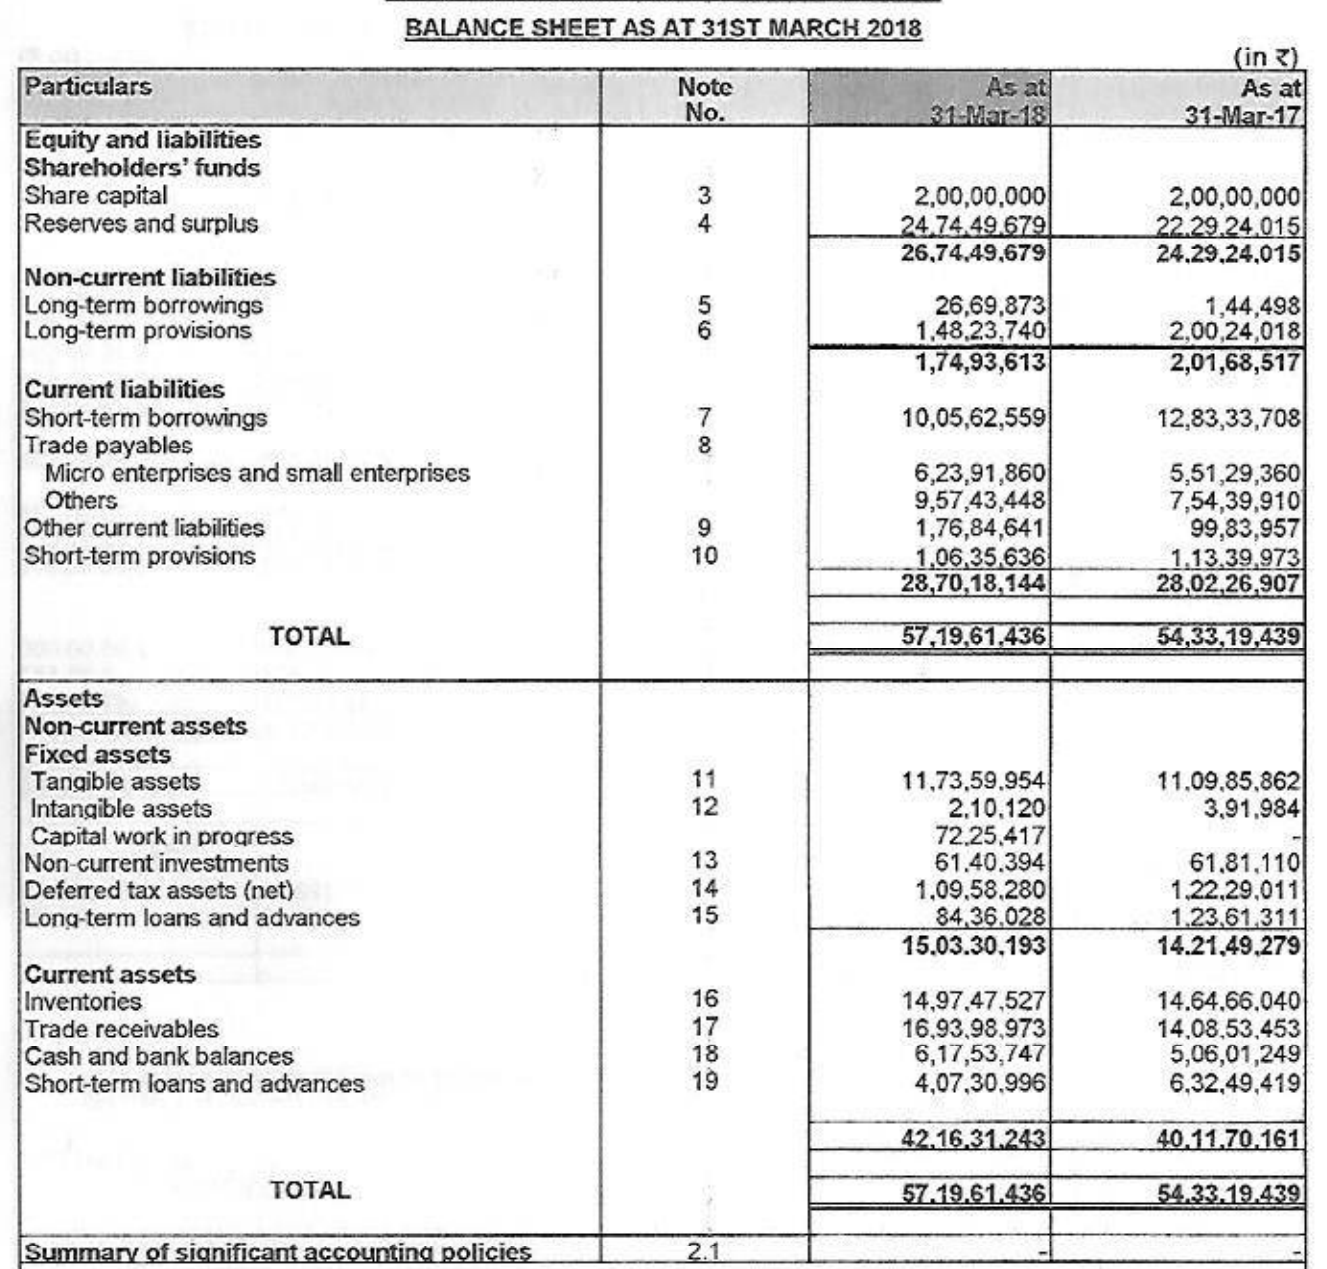 BALANCE SHEET AS AT 31ST MARCH 2018
(in ₹)
Particulars Note No. As at 31-Mar-18 As at 31-Mar-17
Equity and liabilities
Shareholders' funds
Share capital 3 2,00,00,000 2,00,00,000
Reserves and surplus 4 24,74,49,679 22,29,24,015
26,74,49,679 24,29,24,015
Non-current liabilities
Long-term borrowings 5 26,69,873 1,44,498
Long-term provisions 6 1,48,23,740 2,00,24,018
1,74,93,613 2,01,68,517
Current liabilities
Short-term borrowings 7 10,05,62,559 12,83,33,708
Trade payables 8
Micro enterprises and small enterprises 6,23,91,860 5,51,29,360
Others 9,57,43,448 7,54,39,910
Other current liabilities 9 1,76,84,641 99,83,957
Short-term provisions 10 1,06,35,636 1,13,39,973
28,70,18,144 28,02,26,907
TOTAL 57,19,61,436 54,33,19,439
Assets
Non-current assets
Fixed assets
Tangible assets 11 11,73,59,954 11,09,85,862
Intangible assets 12 2,10,120 3,91,984
Capital work in progress 72,25,417 -
Non-current investments 13 61,40,394 61,81,110
Deferred tax assets (net) 14 1,09,58,280 1,22,29,011
Long-term loans and advances 15 84,36,028 1,23,61,311
15,03,30,193 14,21,49,279
Current assets
Inventories 16 14,97,47,527 14,64,66,040
Trade receivables 17 16,93,98,973 14,08,53,453
Cash and bank balances 18 6,17,53,747 5,06,01,249
Short-term loans and advances 19 4,07,30,996 6,32,49,419
42,16,31,243 40,11,70,161
TOTAL 57,19,61,436 54,33,19,439
Summary of significant accounting policies 2.1 - -